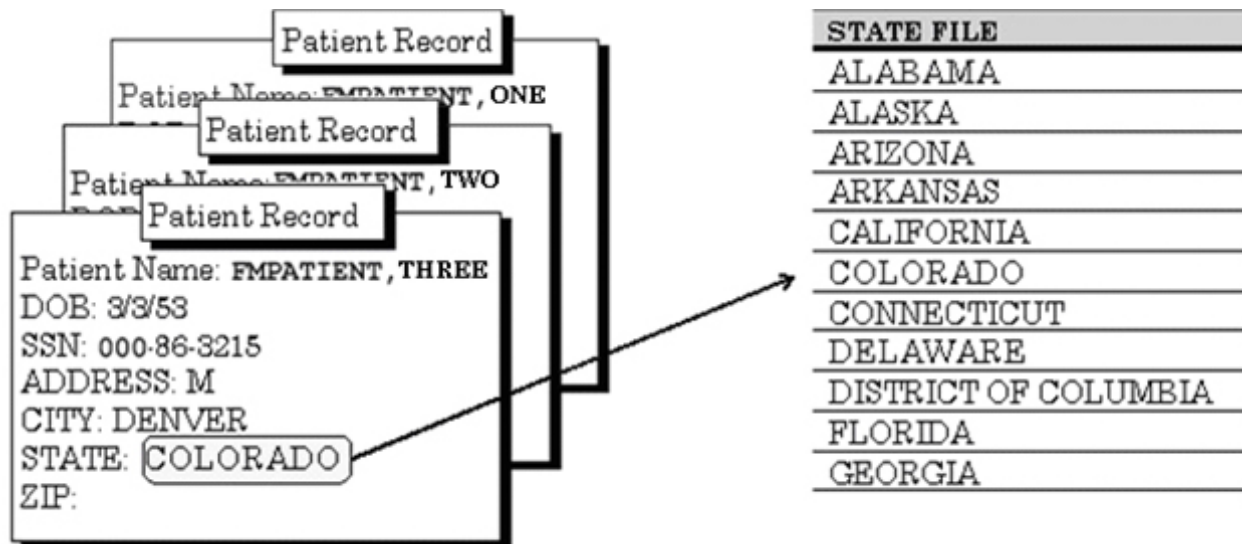 Patient Record
Patient Name: FMPATIENT, ONE
Patient Record
Patient Name: FMPATIENT, TWO
Patient Record
Patient Name: FMPATIENT, THREE
DOB: 3/3/53
SSN: 000-86-3215
ADDRESS: M
CITY: DENVER
STATE: COLORADO
ZIP:
STATE FILE
ALABAMA
ALASKA
ARIZONA
ARKANSAS
CALIFORNIA
COLORADO
CONNECTICUT
DELAWARE
DISTRICT OF COLUMBIA
FLORIDA
GEORGIA